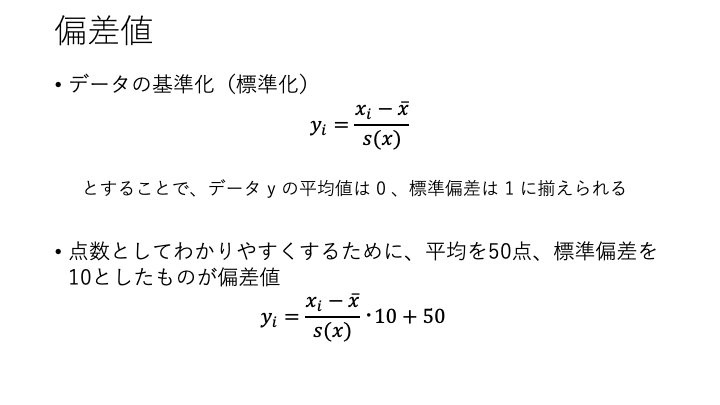 偏差値
• データの基準化（標準化）
$y_i = \frac{x_i - \bar{x}}{s(x)}$
とすることで、データ y の平均値は 0 、標準偏差は 1 に揃えられる
• 点数としてわかりやすくするために、平均を50点、標準偏差を
10としたものが偏差値
$y_i = \frac{x_i - \bar{x}}{s(x)} \cdot 10 + 50$